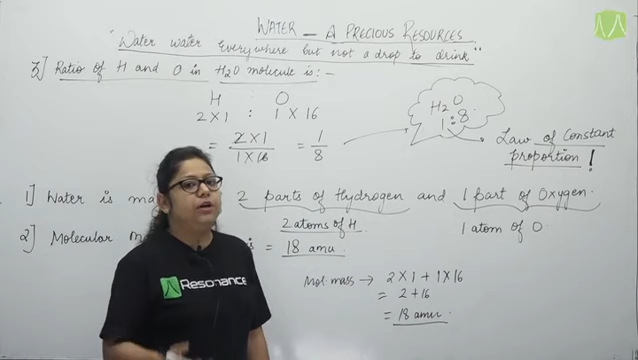 WATER – A PRECIOUS RESOURCES
"Water water everywhere but not a drop to drink"
3] Ratio of H and O in H2O molecule is:-
H : O
2 X 1 : 1 X 16
= 2 X 1 / 1 X 16 = 1 / 8
H2O
1 : 8
Law of Constant proportion!
1] Water is ma 2 parts of Hydrogen and 1 part of Oxygen.
2 atoms of H. 1 atom of O
2] Molecular m is = 18 amu
Mol. mass → 2 X 1 + 1 X 16
= 2 + 16
= 18 amu.
Resonance